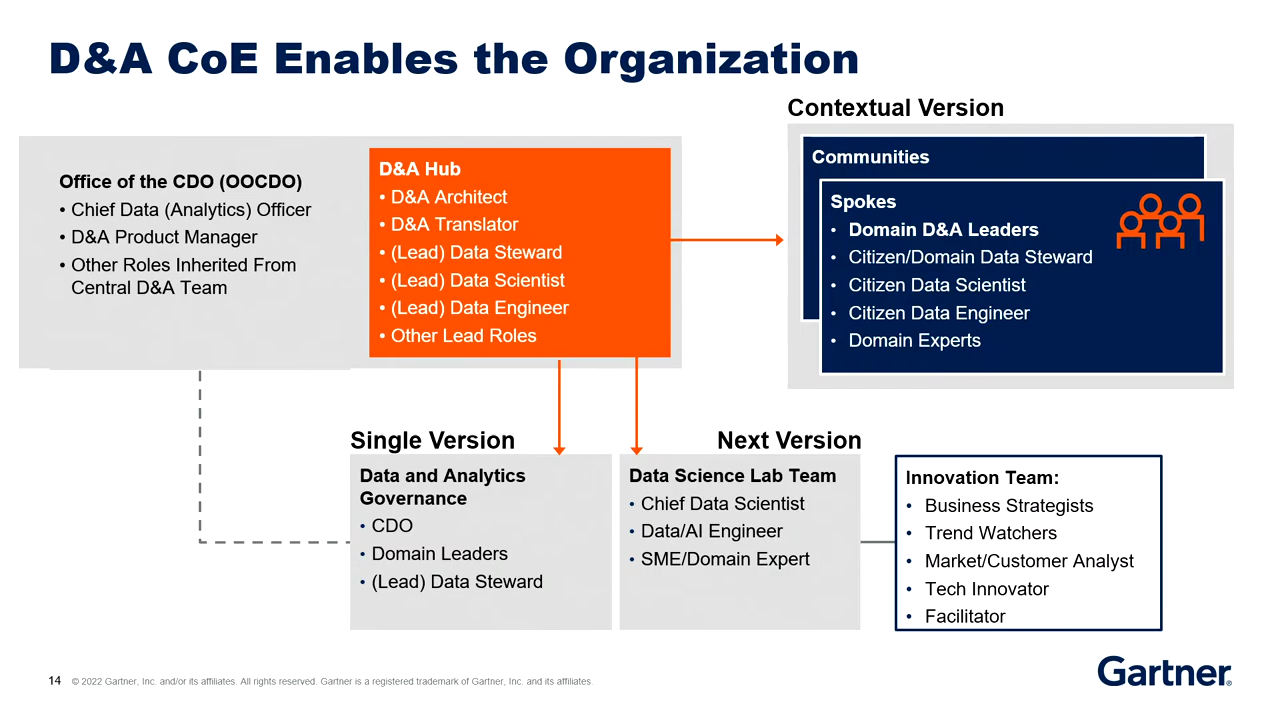 D&A CoE Enables the Organization
Office of the CDO (OOCDO)
• Chief Data (Analytics) Officer
• D&A Product Manager
• Other Roles Inherited From
Central D&A Team
D&A Hub
• D&A Architect
• D&A Translator
• (Lead) Data Steward
• (Lead) Data Scientist
• (Lead) Data Engineer
• Other Lead Roles
Contextual Version
Communities
Spokes
• Domain D&A Leaders
• Citizen/Domain Data Steward
• Citizen Data Scientist
• Citizen Data Engineer
• Domain Experts
Single Version
Data and Analytics
Governance
• CDO
• Domain Leaders
• (Lead) Data Steward
Next Version
Data Science Lab Team
• Chief Data Scientist
• Data/AI Engineer
• SME/Domain Expert
Innovation Team:
• Business Strategists
• Trend Watchers
• Market/Customer Analyst
• Tech Innovator
• Facilitator
14 © 2022 Gartner, Inc. and/or its affiliates. All rights reserved. Gartner is a registered trademark of Gartner, Inc. and its affiliates.
Gartner®